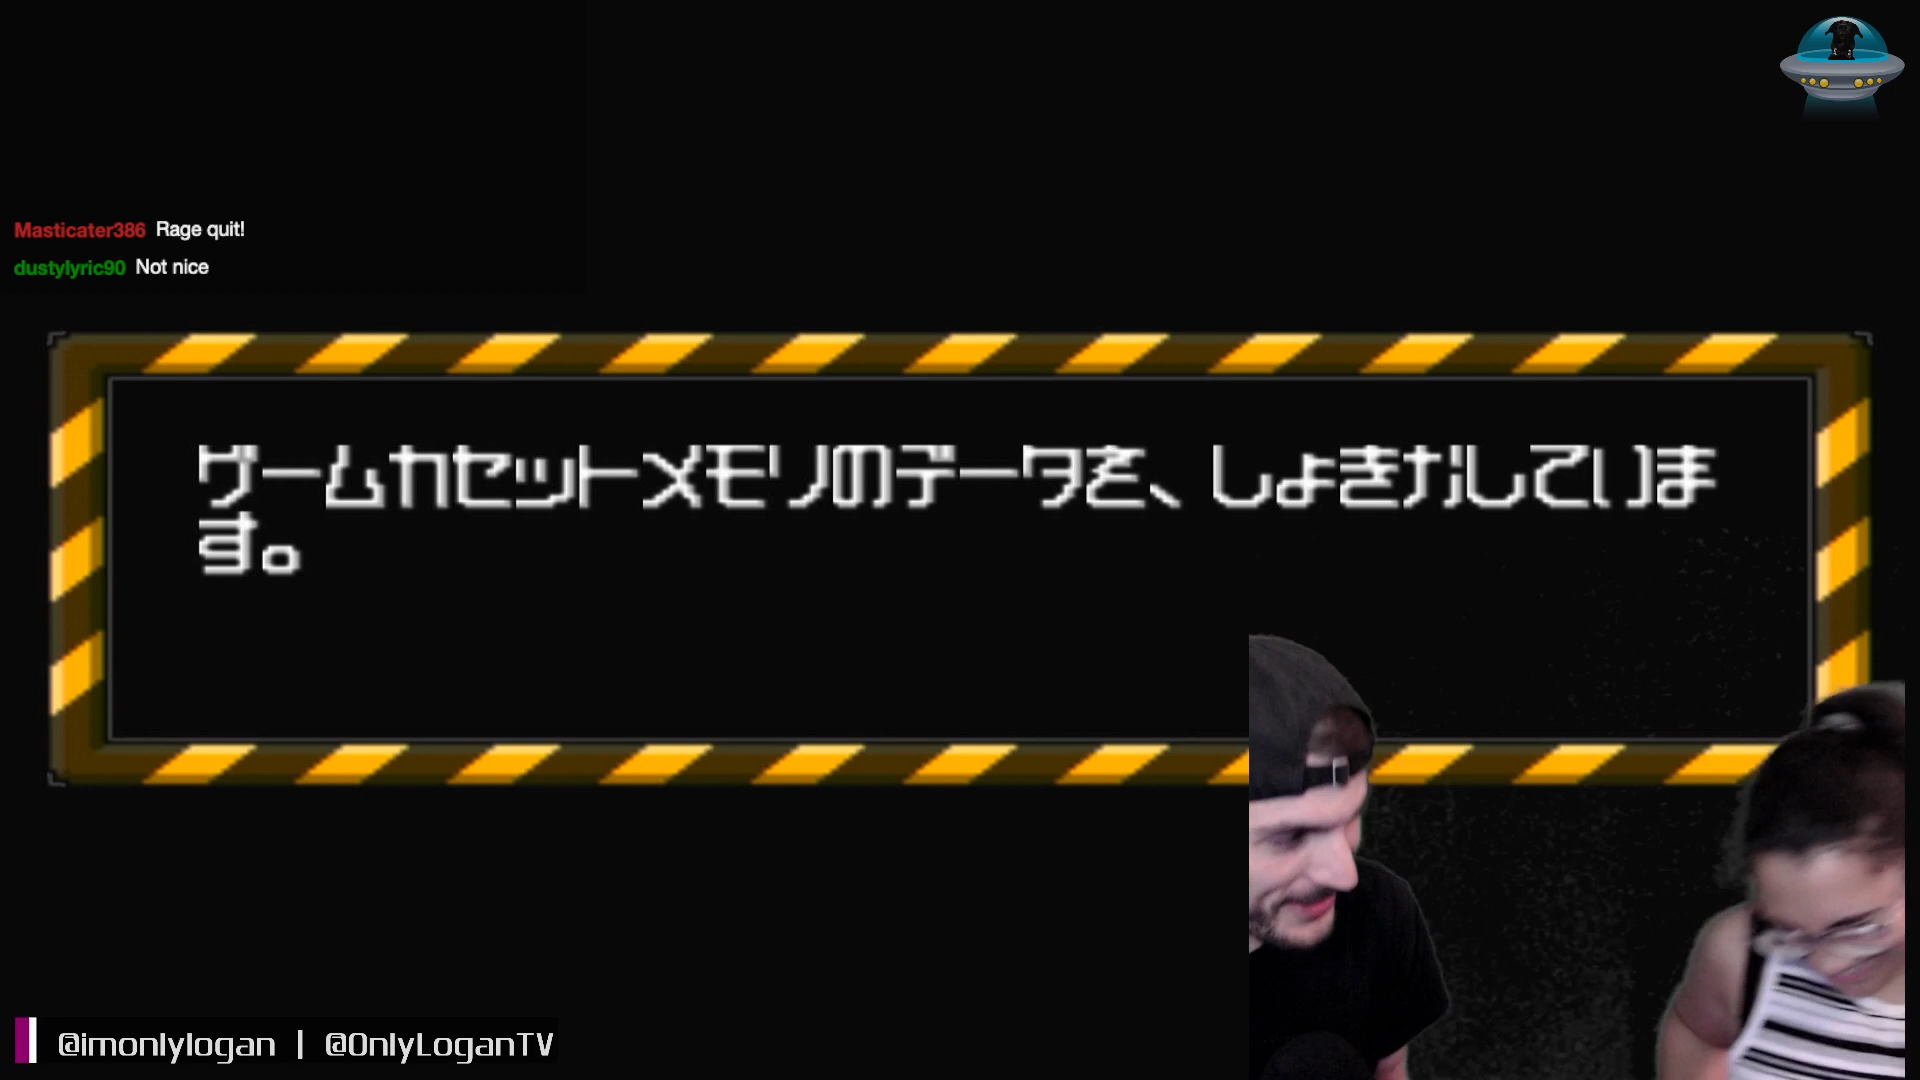 Masticater386 Rage quit!
dustylyric90 Not nice
ゲームカセットメモリのデータを、しょきかしていま
す。
@imonlylogan | @OnlyLoganTV